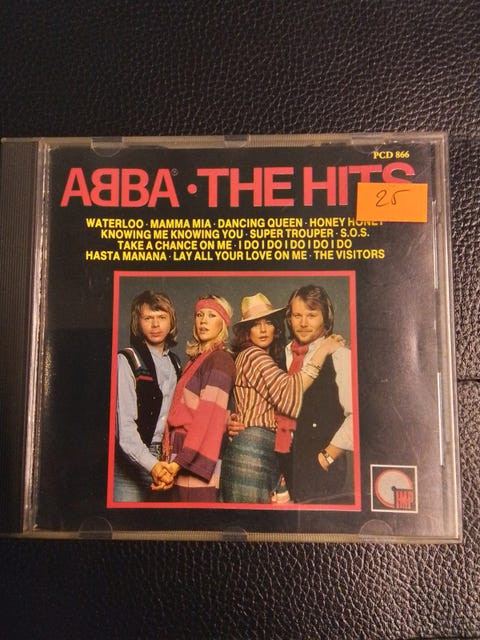 PCD 866
ABBA® · THE HITS
25
WATERLOO · MAMMA MIA · DANCING QUEEN · HONEY HONEY
KNOWING ME KNOWING YOU · SUPER TROUPER · S.O.S.
TAKE A CHANCE ON ME · I DO I DO I DO I DO I DO
HASTA MANANA · LAY ALL YOUR LOVE ON ME · THE VISITORS
IMP